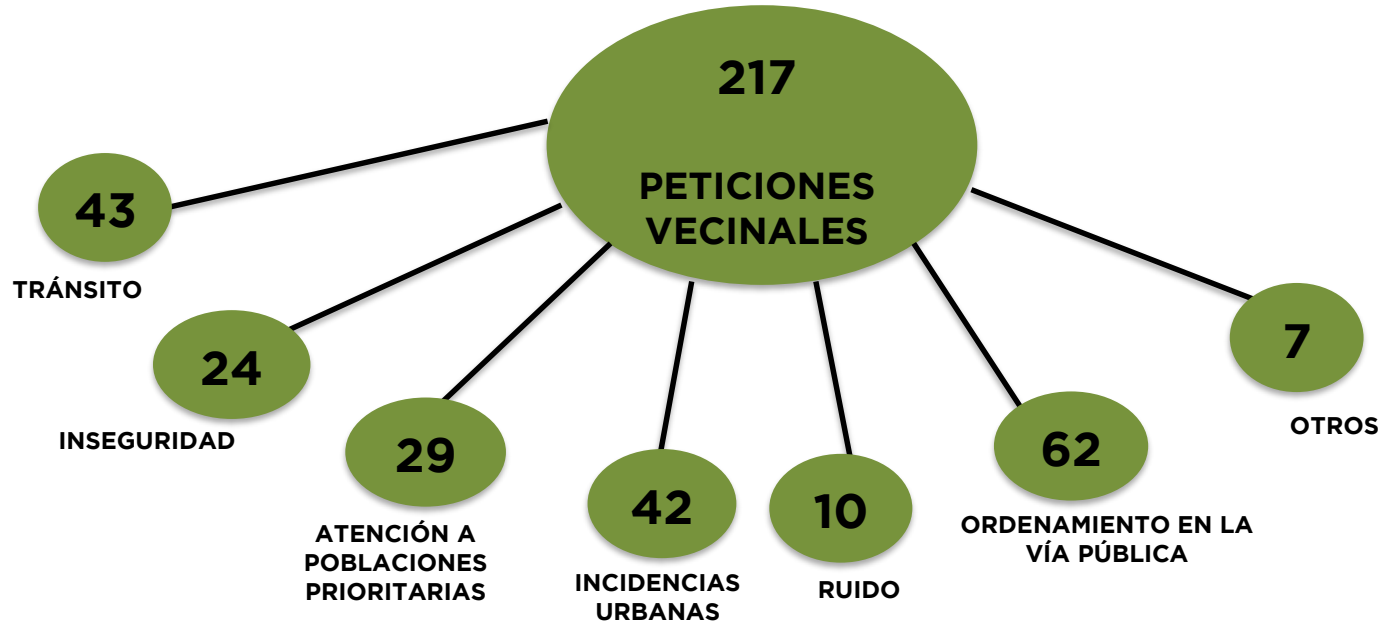 217
PETICIONES
VECINALES
43
TRÁNSITO
24
INSEGURIDAD
29
ATENCIÓN A
POBLACIONES
PRIORITARIAS
42
INCIDENCIAS
URBANAS
10
RUIDO
62
ORDENAMIENTO EN LA
VÍA PÚBLICA
7
OTROS